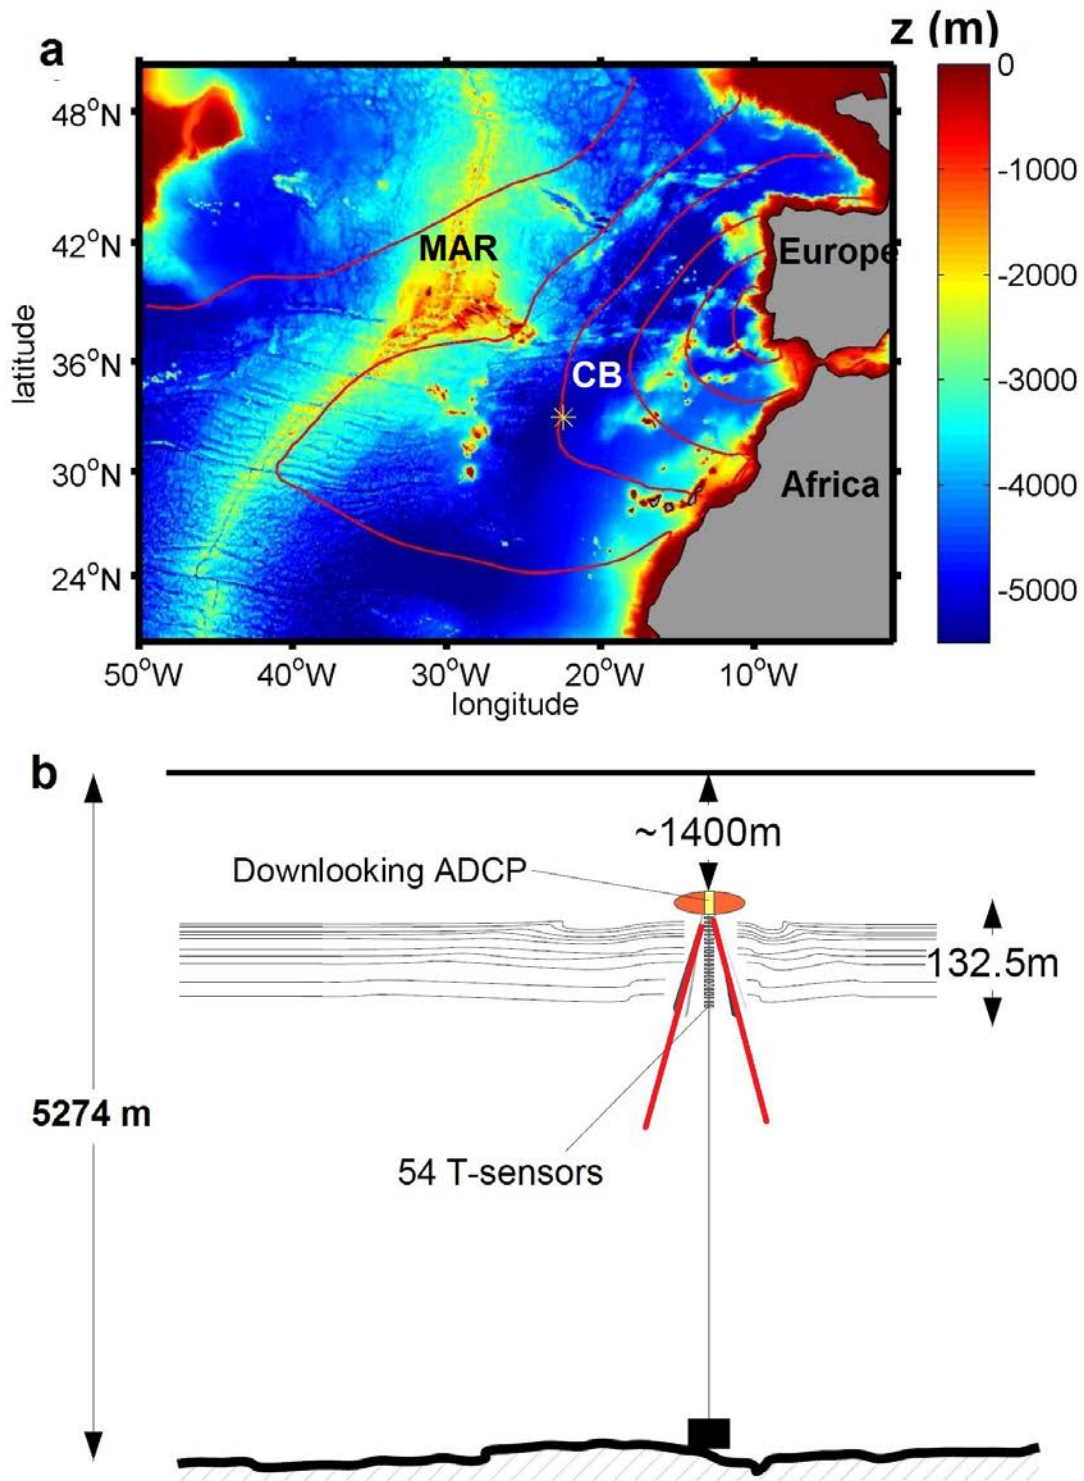 a
z (m)
0
-1000
-2000
-3000
-4000
-5000
48°N
42°N
36°N
30°N
24°N
latitude
MAR
Europe
CB
Africa
50°W
40°W
30°W
20°W
10°W
longitude
b
~1400m
Downlooking ADCP
132.5m
5274 m
54 T-sensors